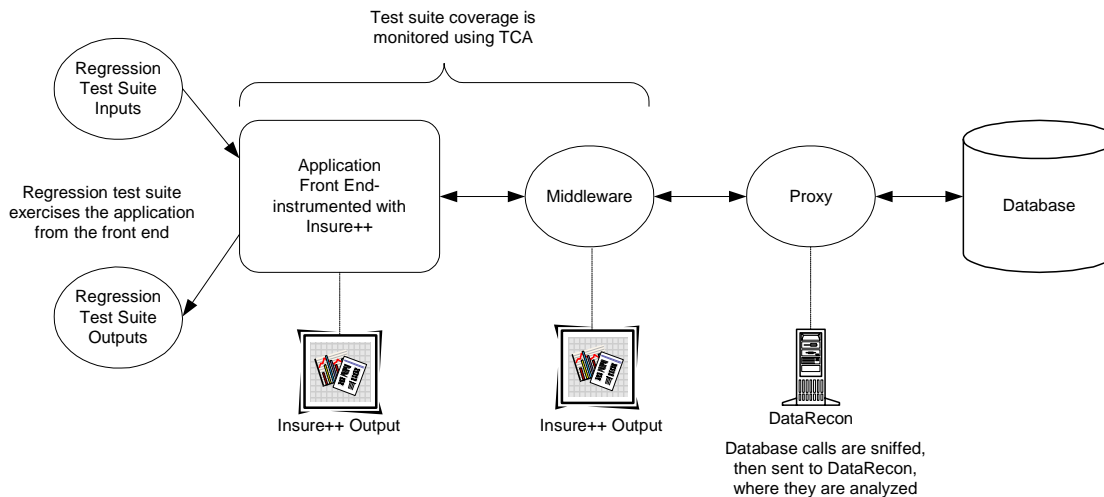 Test suite coverage is
monitored using TCA
Regression
Test Suite
Inputs
Application
Front End-
instrumented with
Insure++
Middleware
Proxy
Database
Regression test suite
exercises the application
from the front end
Regression
Test Suite
Outputs
Insure++ Output
Insure++ Output
DataRecon
Database calls are sniffed,
then sent to DataRecon,
where they are analyzed